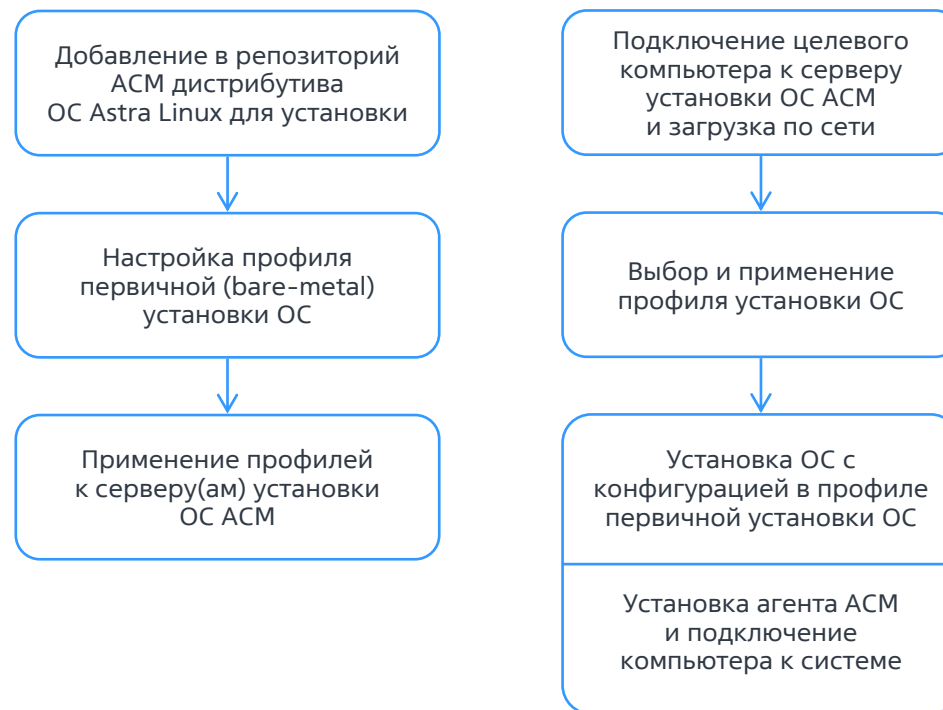 Добавление в репозиторий
АСМ дистрибутива
ОС Astra Linux для установки
Настройка профиля
первичной (bare-metal)
установки ОС
Применение профилей
к серверу(ам) установки
ОС АСМ
Подключение целевого
компьютера к серверу
установки ОС АСМ
и загрузка по сети
Выбор и применение
профиля установки ОС
Установка ОС с
конфигурацией в профиле
первичной установки ОС
Установка агента АСМ
и подключение
компьютера к системе